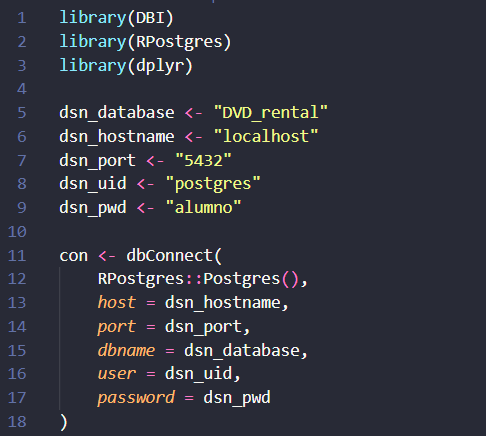 1 library(DBI)
2 library(RPostgres)
3 library(dplyr)
4
5 dsn_database <- "DVD_rental"
6 dsn_hostname <- "localhost"
7 dsn_port <- "5432"
8 dsn_uid <- "postgres"
9 dsn_pwd <- "alumno"
10
11 con <- dbConnect(
12     RPostgres::Postgres(),
13     host = dsn_hostname,
14     port = dsn_port,
15     dbname = dsn_database,
16     user = dsn_uid,
17     password = dsn_pwd
18 )